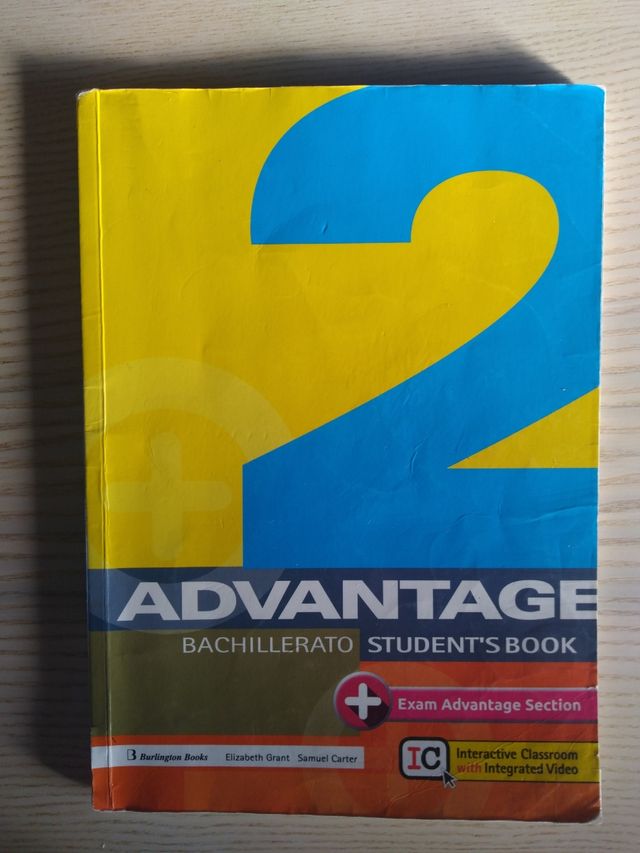 2
ADVANTAGE
BACHILLERATO STUDENT'S BOOK
Exam Advantage Section
B Burlington Books Elizabeth Grant Samuel Carter
IC Interactive Classroom
with Integrated Video